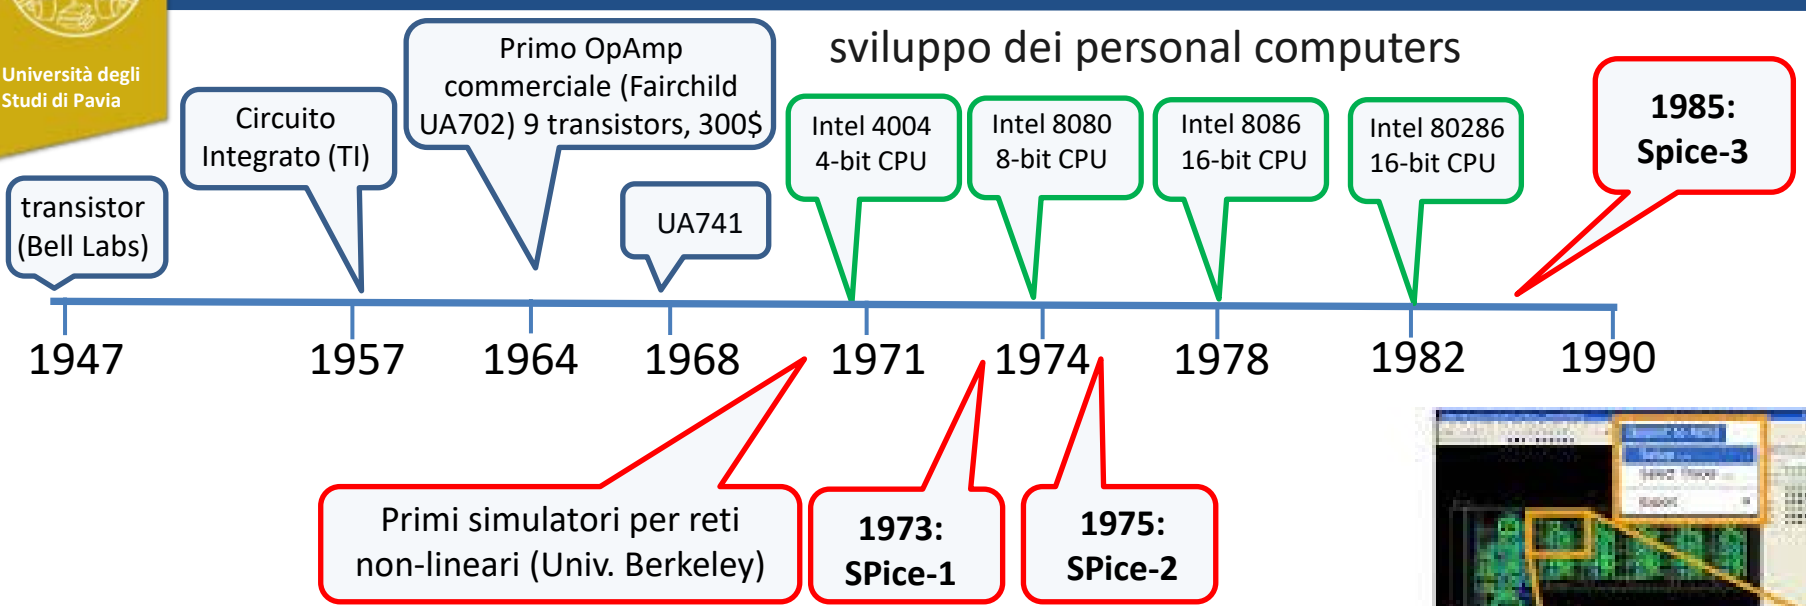 Università degli
Studi di Pavia
sviluppo dei personal computers
transistor
(Bell Labs)
Circuito
Integrato (TI)
Primo OpAmp
commerciale (Fairchild
UA702) 9 transistors, 300$
UA741
Intel 4004
4-bit CPU
Intel 8080
8-bit CPU
Intel 8086
16-bit CPU
Intel 80286
16-bit CPU
1985:
Spice-3
1947 1957 1964 1968 1971 1974 1978 1982 1990
Primi simulatori per reti
non-lineari (Univ. Berkeley)
1973:
SPice-1
1975:
SPice-2